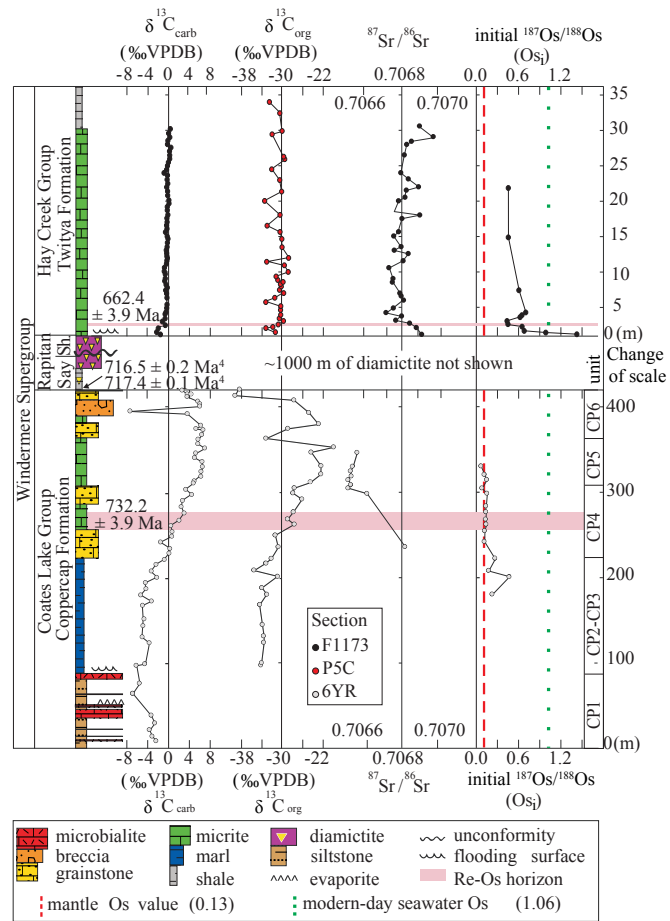 δ13Ccarb
(‰VPDB)
-8 -4 0 4 8
δ13Corg
(‰VPDB)
-38 -30 -22
87Sr/86Sr
0.7068
0.7066
0.7070
initial 187Os/188Os
(Osi)
0.0 0.6 1.2
35
30
25
20
15
10
5
0 (m)
Hay Creek Group
Twitya Formation
662.4
± 3.9 Ma
Windermere Supergroup
Rapitan
Say Sh.
716.5 ± 0.2 Ma4
717.4 ± 0.1 Ma4
~1000 m of diamictite not shown
unit
Change of scale
Coates Lake Group
Coppercap Formation
732.2
± 3.9 Ma
400
300
200
100
0 (m)
CP6
CP5
CP4
CP2-CP3
CP1
Section
F1173
P5C
6YR
0.7066
0.7070
-8 -4 0 4 8
(‰VPDB)
δ13Ccarb
-38 -30 -22
(‰VPDB)
δ13Corg
0.7068
87Sr/86Sr
0.0 0.6 1.2
initial 187Os/188Os
(Osi)
microbialite
breccia
grainstone
micrite
marl
shale
diamictite
siltstone
evaporite
unconformity
flooding surface
Re-Os horizon
mantle Os value (0.13)
modern-day seawater Os (1.06)